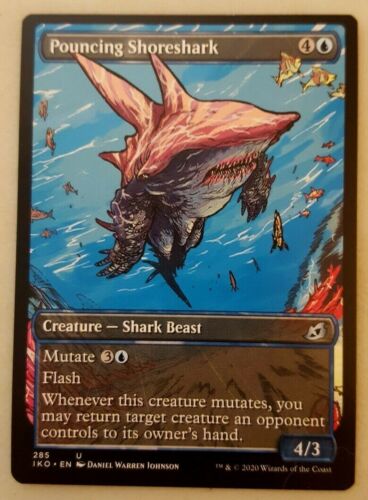 Pouncing Shoreshark 4
Creature — Shark Beast
Mutate 3
Flash
Whenever this creature mutates, you
may return target creature an opponent
controls to its owner's hand.
4/3
285 U
IKO • EN Daniel Warren Johnson
™ & © 2020 Wizards of the Coast